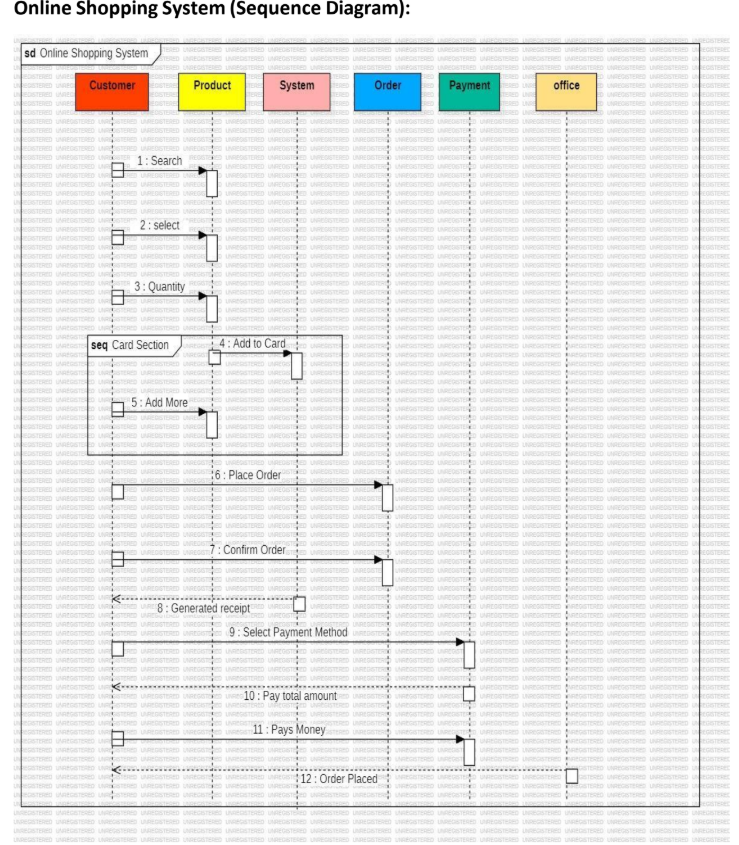 Online Shopping System (Sequence Diagram):
sd Online Shopping System
Customer
Product
System
Order
Payment
office
1 : Search
2 : select
3 : Quantity
seq Card Section
4 : Add to Card
5 : Add More
6 : Place Order
7 : Confirm Order
8 : Generated receipt
9 : Select Payment Method
10 : Pay total amount
11 : Pays Money
12 : Order Placed